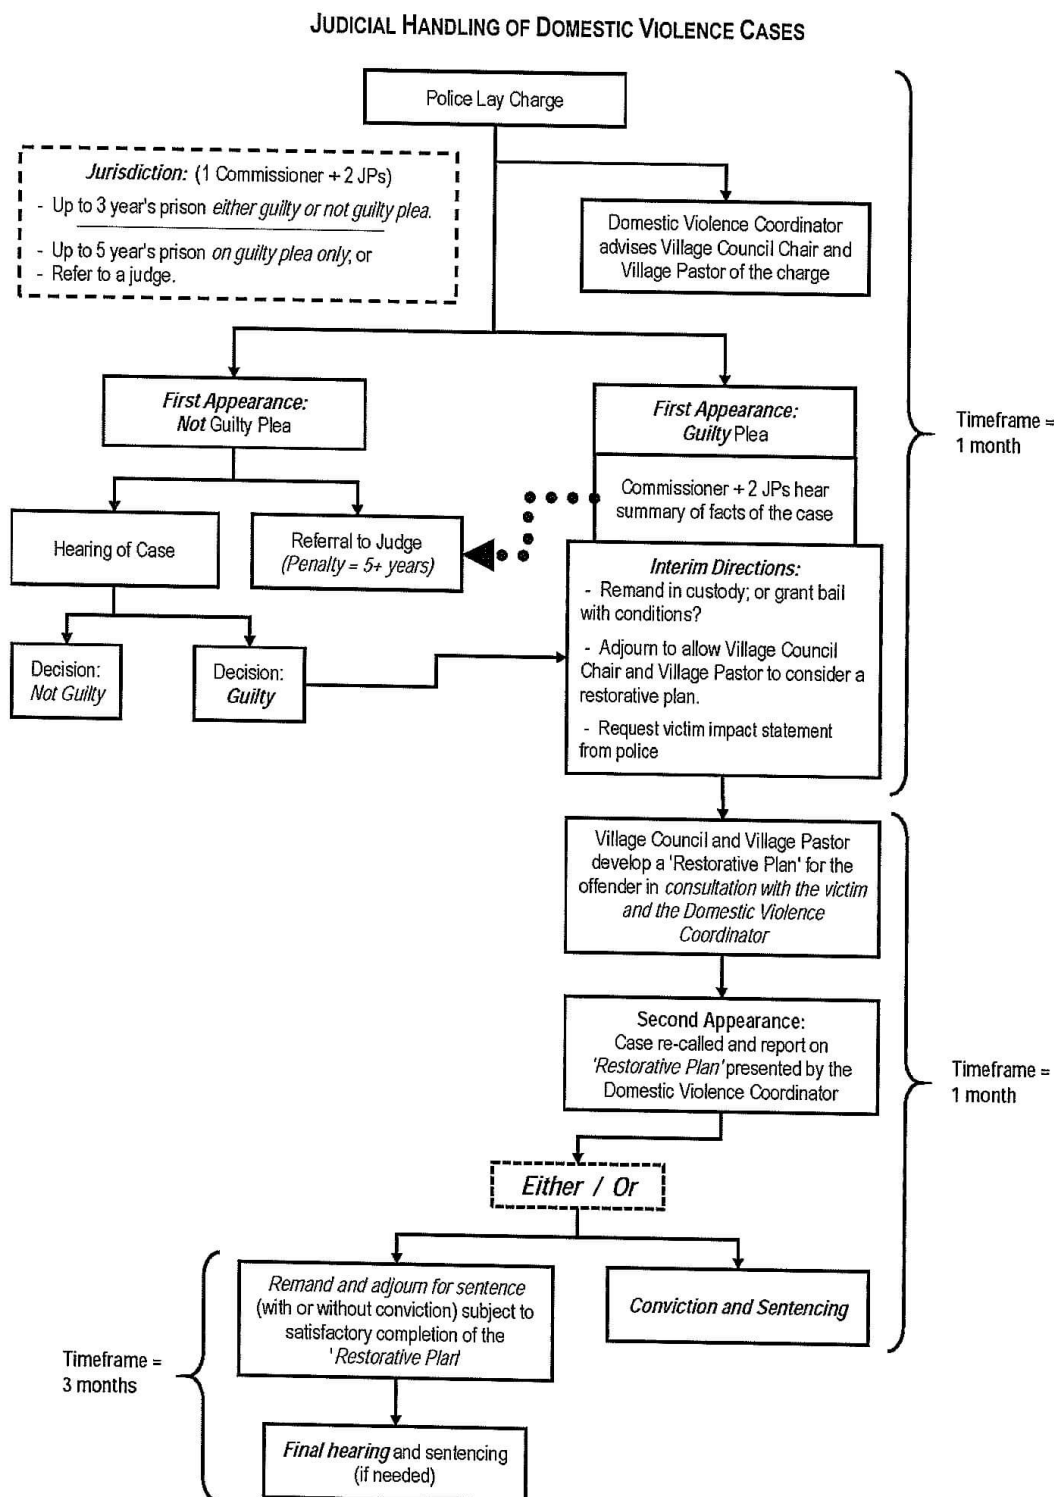 JUDICIAL HANDLING OF DOMESTIC VIOLENCE CASES
Police Lay Charge
Jurisdiction: (1 Commissioner + 2 JPs)
- Up to 3 year's prison either guilty or not guilty plea.
- Up to 5 year's prison on guilty plea only, or
- Refer to a judge.
Domestic Violence Coordinator
advises Village Council Chair and
Village Pastor of the charge
First Appearance:
Not Guilty Plea
First Appearance:
Guilty Plea
Timeframe =
1 month
Commissioner + 2 JPs hear
summary of facts of the case
Hearing of Case
Referral to Judge
(Penalty = 5+ years)
Interim Directions:
- Remand in custody; or grant bail
with conditions?
- Adjourn to allow Village Council
Chair and Village Pastor to consider a
restorative plan.
- Request victim impact statement
from police
Decision:
Not Guilty
Decision:
Guilty
Village Council and Village Pastor
develop a 'Restorative Plan' for the
offender in consultation with the victim
and the Domestic Violence
Coordinator
Second Appearance:
Case re-called and report on
'Restorative Plan' presented by the
Domestic Violence Coordinator
Timeframe =
1 month
Either / Or
Remand and adjourn for sentence
(with or without conviction) subject to
satisfactory completion of the
'Restorative Plan'
Conviction and Sentencing
Timeframe =
3 months
Final hearing and sentencing
(if needed)